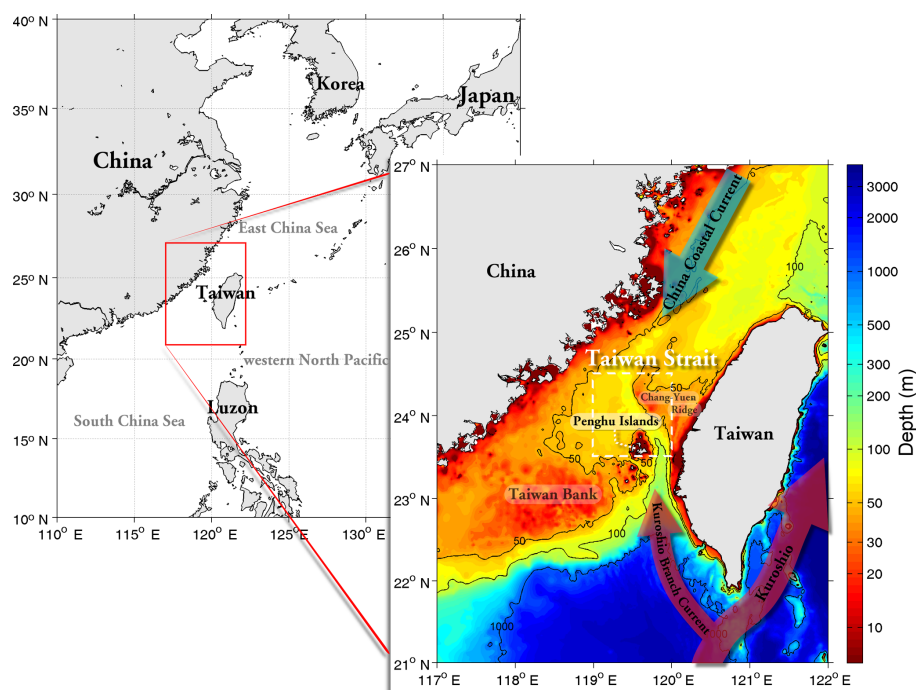 40° N
35° N
30° N
25° N
20° N
15° N
10° N
110° E
115° E
120° E
125° E
130° E
Korea
Japan
China
East China Sea
Taiwan
western North Pacific
Luzon
South China Sea
27° N
26° N
25° N
24° N
23° N
22° N
21° N
117° E
118° E
119° E
120° E
121° E
122° E
China Coastal Current
China
100
Taiwan Strait
50
Chang-Yuen
Ridge
Penghu Islands
Taiwan
50
50
Taiwan Bank
100
50
Kuroshio Branch Current
Kuroshio
1000
3000
2000
1000
500
300
200
100
50
30
20
10
5
Depth (m)